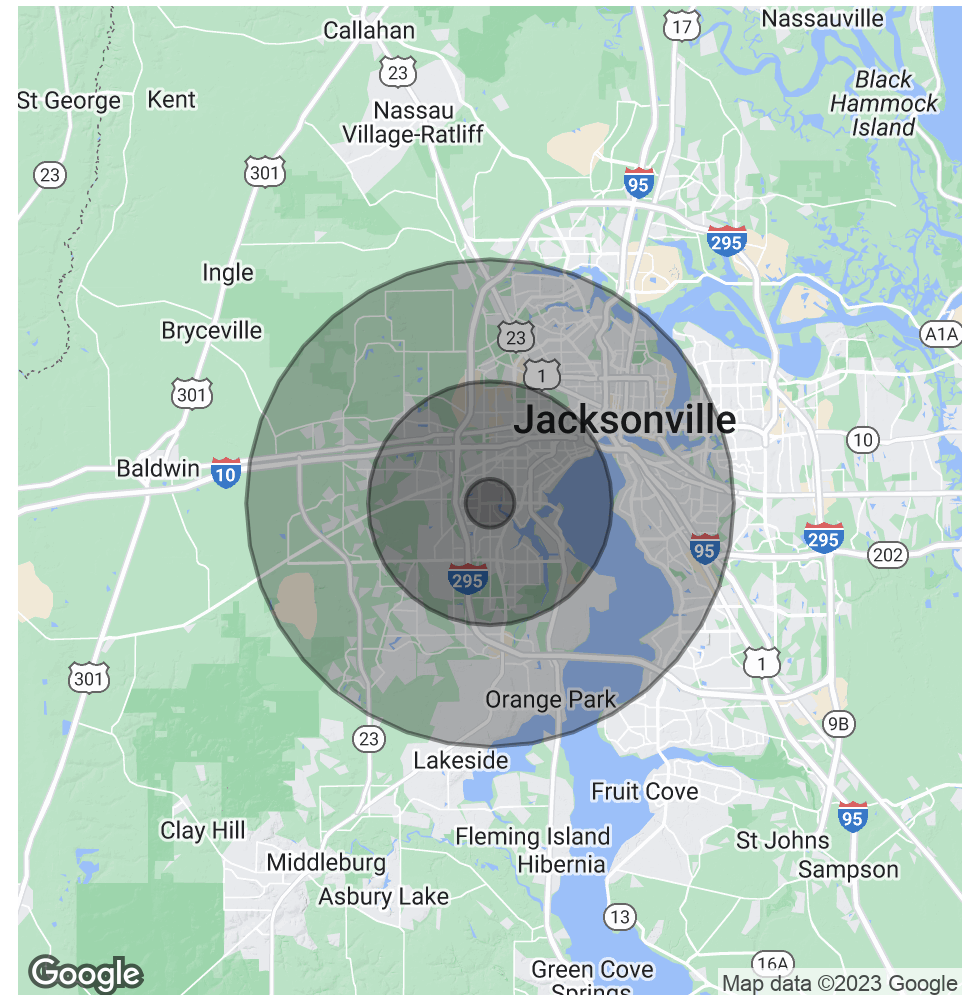 Nassauville
17
Callahan
23
Black
Hammock
Island
St George
Kent
Nassau
Village-Ratliff
23
301
95
295
Ingle
Bryceville
A1A
23
1
301
Jacksonville
10
Baldwin
10
295
95
202
295
1
301
Orange Park
9B
23
Lakeside
Fruit Cove
95
Clay Hill
Fleming Island
St Johns
Middleburg
Hibernia
Sampson
Asbury Lake
13
16A
Green Cove
Springs
Google
Map data ©2023 Google